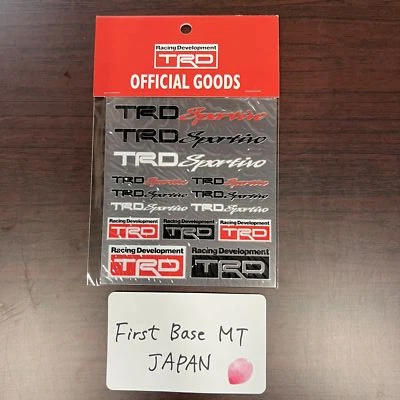 Racing Development
TRD
OFFICIAL GOODS
TRD Sportivo
TRD Sportivo
TRD Sportivo
TRD Sportivo TRD Sportivo
TRD Sportivo TRD Sportivo
TRD Sportivo TRD Sportivo
Racing Development Racing Development Racing Development
TRD TRD TRD
Racing Development Racing Development
TRD TRD
First Base MT
JAPAN